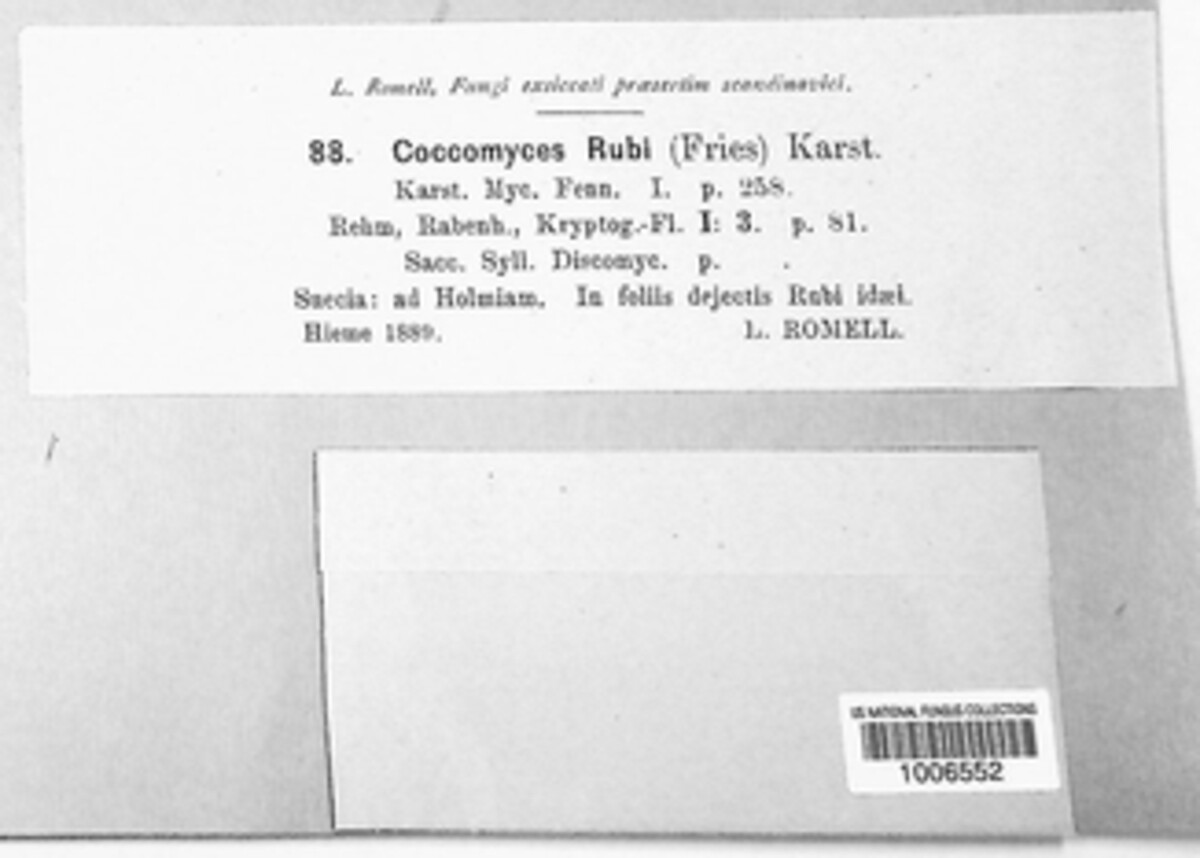 L. Romell, Fungi exsiccati præsertim scandinavici.
88. Coccomyces Rubi (Fries) Karst.
Karst. Myc. Fenn. I. p. 258.
Rehm, Rabenh., Kryptog.-Fl. I: 3. p. 81.
Sacc. Syll. Discomyc. p. .
Suecia: ad Holmiam. In foliis dejectis Rubi idæi.
Hieme 1889. L. ROMELL.
US NATIONAL FUNGUS COLLECTIONS
1006552